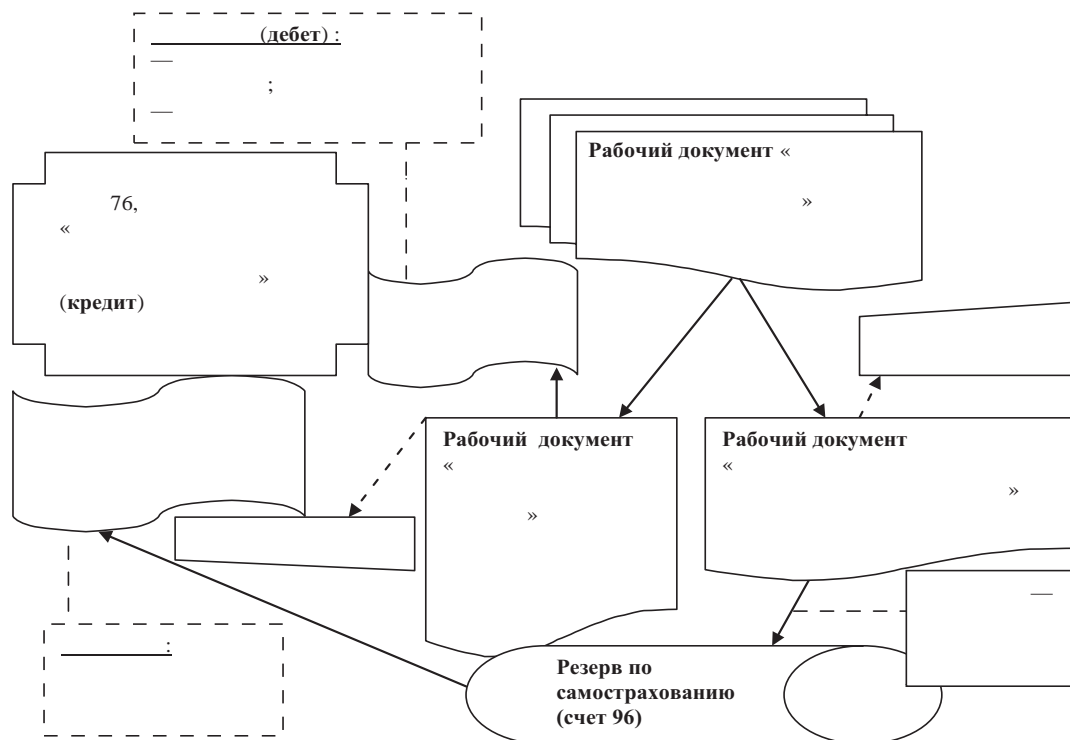 (дебет) :
—
;
—
Рабочий документ «
»
76,
«
»
(кредит)
Рабочий документ
«
»
Рабочий документ
«
»
—
:
Резерв по
самострахованию
(счет 96)